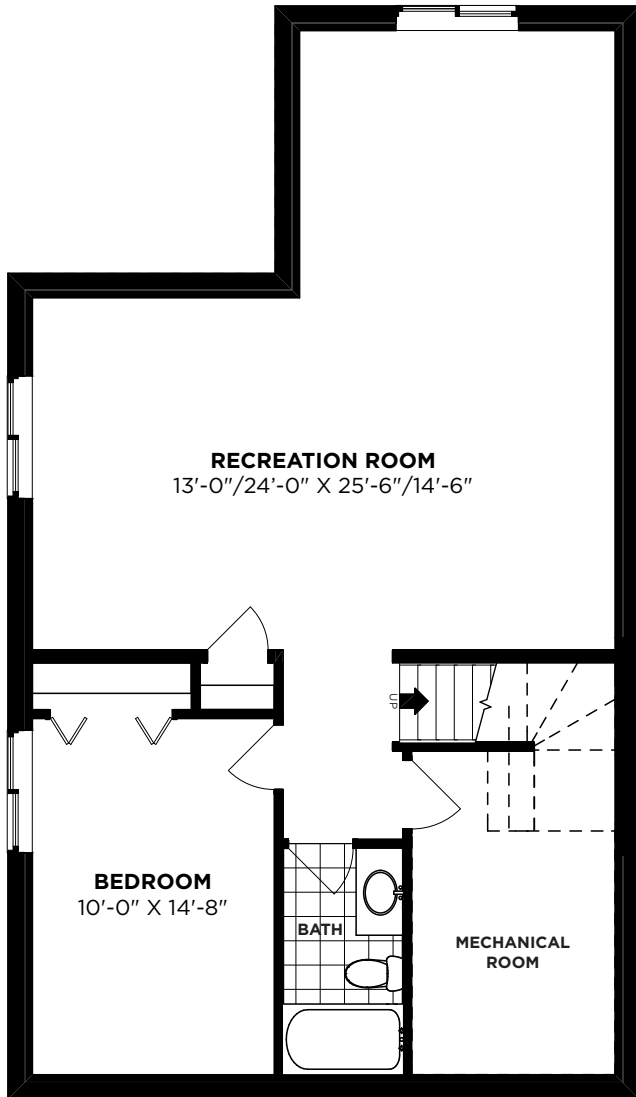 RECREATION ROOM
13'-0"/24'-0" X 25'-6"/14'-6"
UP
BEDROOM
10'-0" X 14'-8"
BATH
MECHANICAL
ROOM